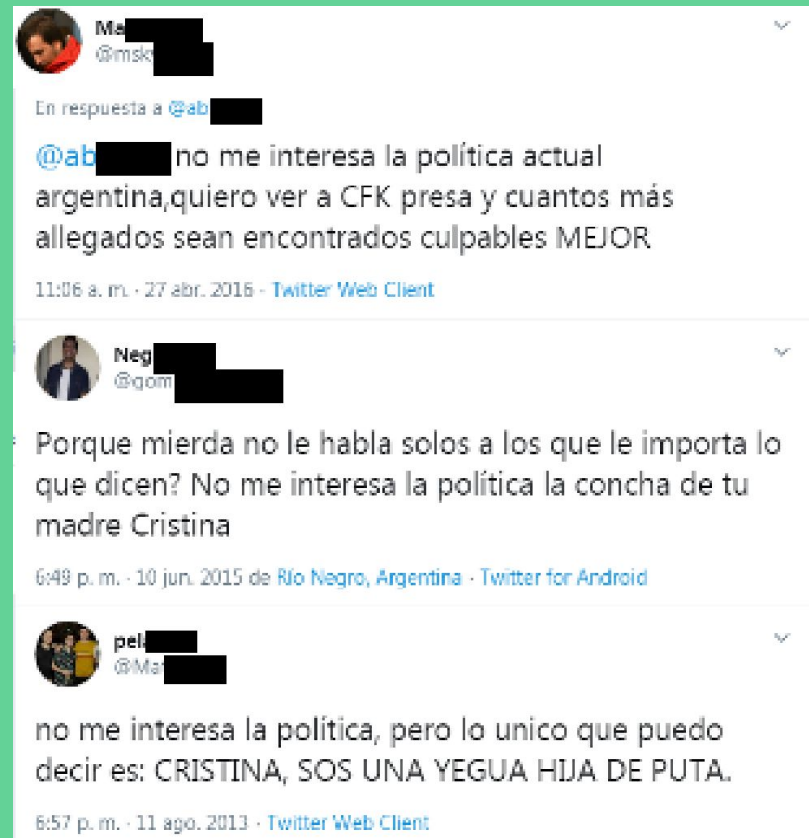 Ma
@msk
En respuesta a @ab
@ab no me interesa la política actual
argentina,quiero ver a CFK presa y cuantos más
allegados sean encontrados culpables MEJOR
11:06 a. m. · 27 abr. 2016 · Twitter Web Client
Neg
@gom
Porque mierda no le habla solos a los que le importa lo
que dicen? No me interesa la política la concha de tu
madre Cristina
6:49 p. m. · 10 jun. 2015 de Río Negro, Argentina · Twitter for Android
pel
@Ma
no me interesa la política, pero lo unico que puedo
decir es: CRISTINA, SOS UNA YEGUA HIJA DE PUTA.
6:57 p. m. · 11 ago. 2013 · Twitter Web Client